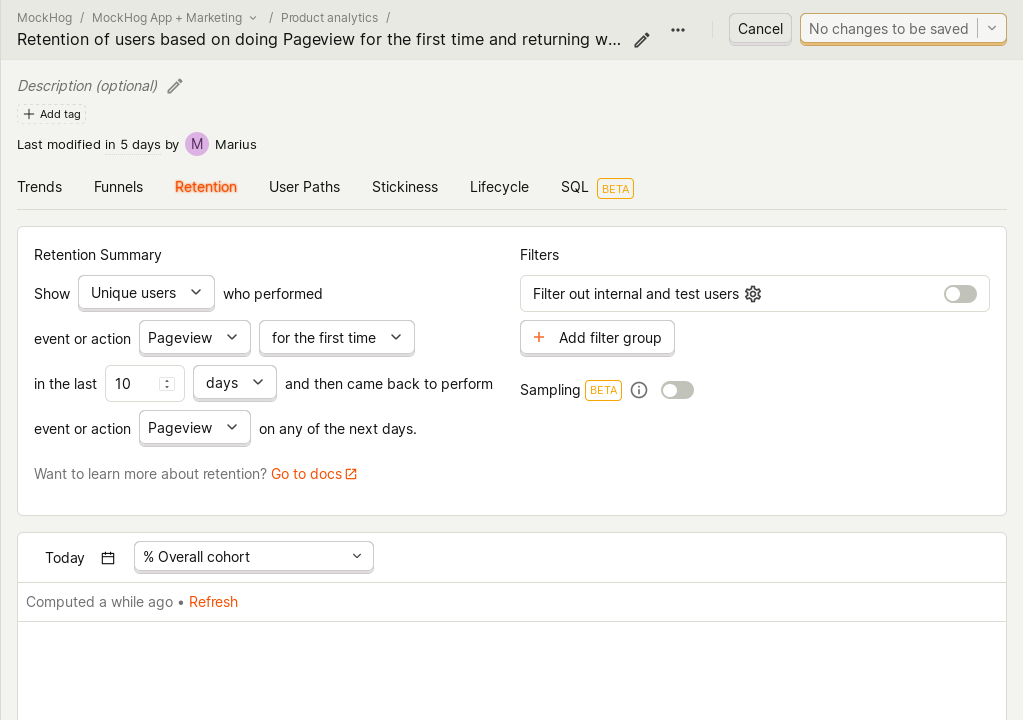 MockHog / MockHog App + Marketing / Product analytics /
Retention of users based on doing Pageview for the first time and returning w...
Cancel
No changes to be saved
Description (optional)
Add tag
Last modified in 5 days by M Marius
Trends Funnels Retention User Paths Stickiness Lifecycle SQL BETA
Retention Summary
Show Unique users who performed
event or action Pageview for the first time
in the last 10 days and then came back to perform
event or action Pageview on any of the next days.
Want to learn more about retention? Go to docs
Filters
Filter out internal and test users
Add filter group
Sampling BETA
Today % Overall cohort
Computed a while ago • Refresh